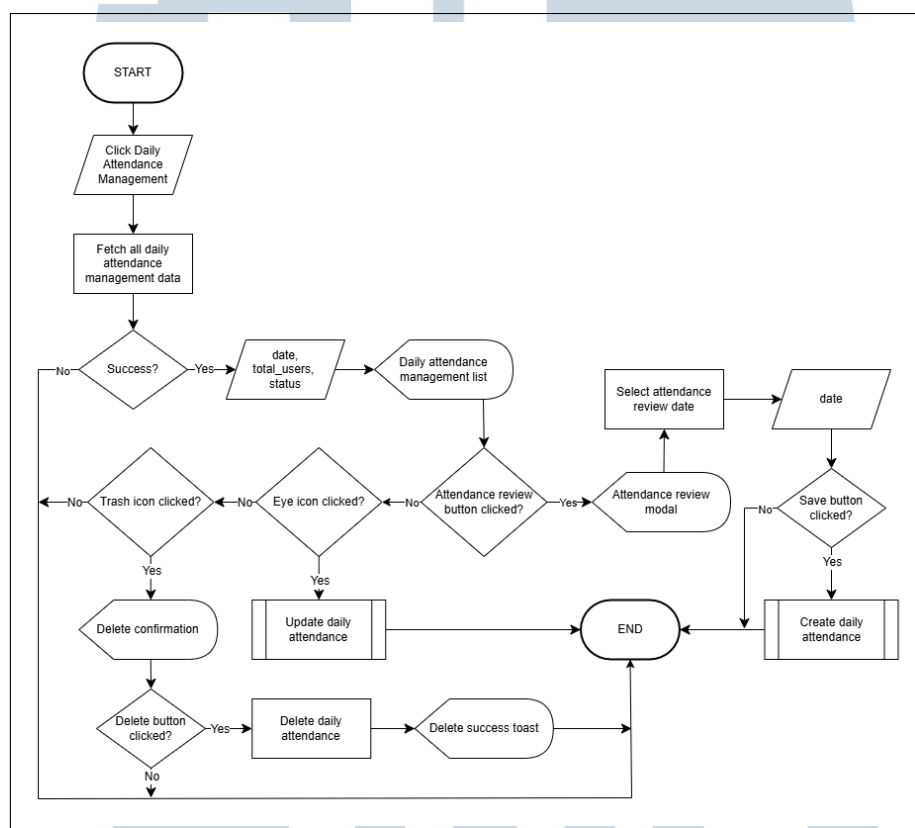 START
Click Daily
Attendance
Management
Fetch all daily
attendance
management data
Success?
No
Yes
date,
total_users,
status
Daily attendance
management list
Select attendance
review date
date
Trash icon clicked?
No
Eye icon clicked?
No
Attendance review
button clicked?
No
Yes
Attendance review
modal
Save button
clicked?
No
Yes
Yes
Yes
Delete confirmation
Update daily
attendance
END
Create daily
attendance
Delete button
clicked?
Yes
Delete daily
attendance
Delete success toast
No